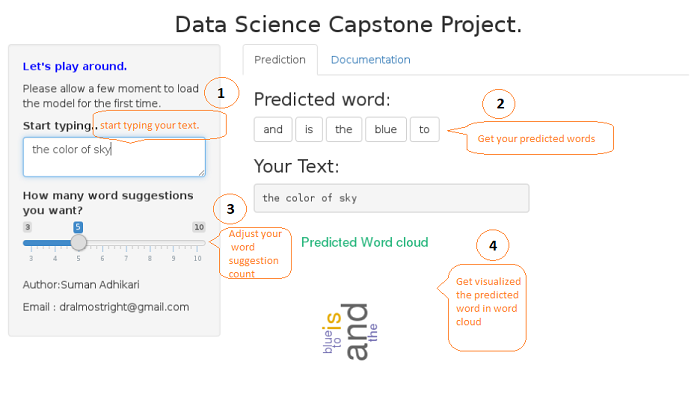 Data Science Capstone Project.
Let's play around.
Please allow a few moment to load
the model for the first time.
1
Start typing..
start typing your text.
the color of sky
How many word suggestions
you want?
3 5 10
3 4 5 6 7 8 9 10
3
Adjust your
word
suggestion
count
Author:Suman Adhikari
Email : dralmostright@gmail.com
Prediction
Documentation
Predicted word:
and is the blue to
2
Get your predicted words
Your Text:
the color of sky
Predicted Word cloud
4
Get visualized
the predicted
word in word
cloud
blue
to
is
and
the